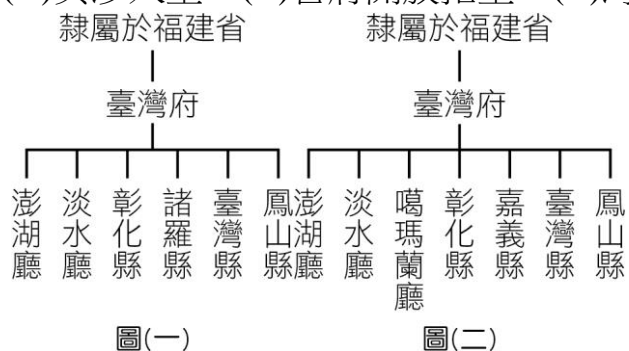 隸屬於福建省
臺灣府
澎湖廳
淡水廳
彰化縣
諸羅縣
臺灣縣
鳳山縣
圖(一)
隸屬於福建省
臺灣府
澎湖廳
淡水廳
噶瑪蘭廳
彰化縣
嘉義縣
臺灣縣
鳳山縣
圖(二)